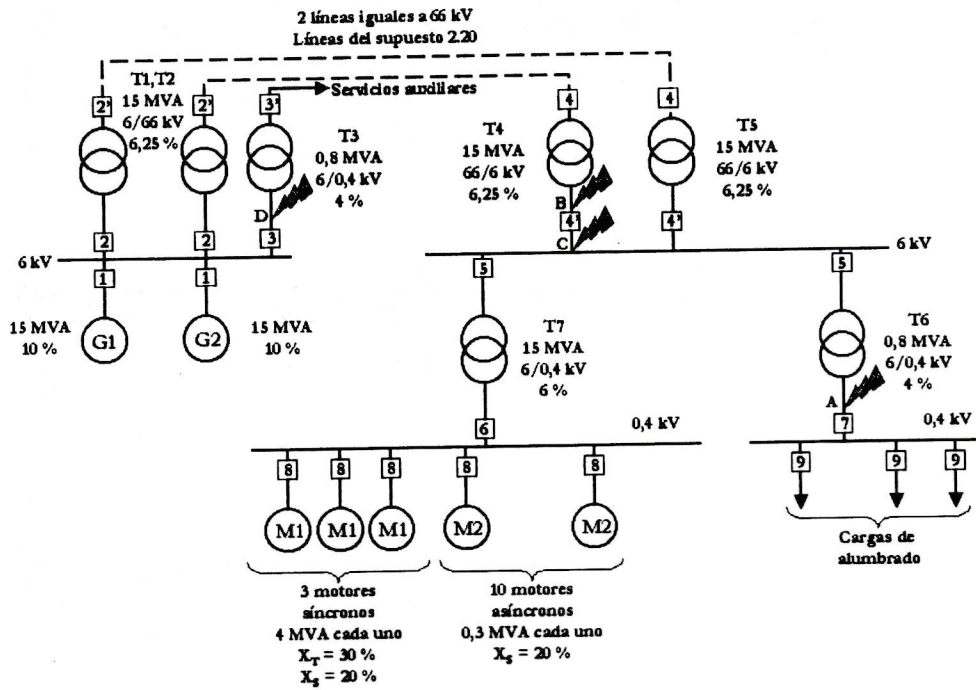 2 líneas iguales a 66 kV
Líneas del supuesto 2.20
T1,T2
15 MVA
6/66 kV
6,25 %
2'
2'
3'
Servicios auxiliares
4
4
T3
0,8 MVA
6/0,4 kV
4 %
T4
15 MVA
66/6 kV
6,25 %
T5
15 MVA
66/6 kV
6,25 %
D
B
C
2
2
3
4'
4'
6 kV
6 kV
1
1
5
5
15 MVA
10 %
G1
G2
15 MVA
10 %
T7
15 MVA
6/0,4 kV
6 %
T6
0,8 MVA
6/0,4 kV
4 %
A
6
0,4 kV
7
0,4 kV
8
8
8
8
8
9
9
9
M1
M1
M1
M2
M2
Cargas de
alumbrado
3 motores
síncronos
4 MVA cada uno
X_T = 30 %
X_S = 20 %
10 motores
asíncronos
0,3 MVA cada uno
X_S = 20 %